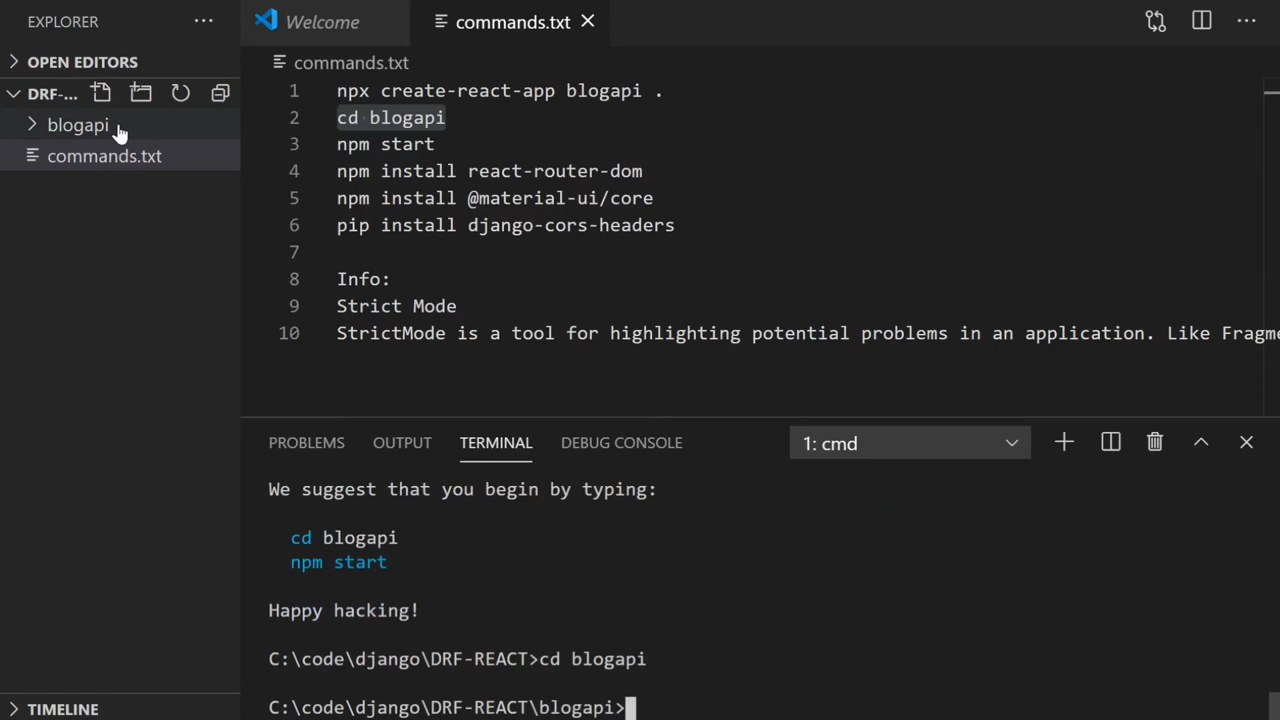 EXPLORER
Welcome
commands.txt
OPEN EDITORS
DRF-...
blogapi
commands.txt
commands.txt
1 npx create-react-app blogapi .
2 cd blogapi
3 npm start
4 npm install react-router-dom
5 npm install @material-ui/core
6 pip install django-cors-headers
7
8 Info:
9 Strict Mode
10 StrictMode is a tool for highlighting potential problems in an application. Like Fragme
PROBLEMS OUTPUT TERMINAL DEBUG CONSOLE 1: cmd
We suggest that you begin by typing:
cd blogapi
npm start
Happy hacking!
C:\code\django\DRF-REACT>cd blogapi
C:\code\django\DRF-REACT\blogapi>
TIMELINE